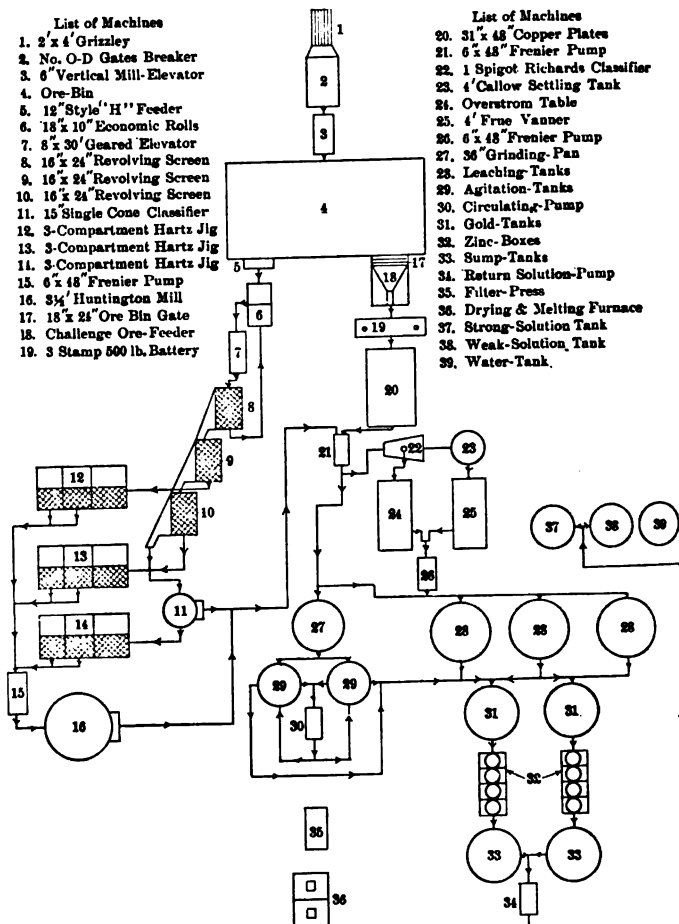 List of Machines
1. 2'x 4' Grizzley
2. No. O-D Gates Breaker
3. 6" Vertical Mill-Elevator
4. Ore-Bin
5. 12" Style "H" Feeder
6. 18"x 10" Economic Rolls
7. 8"x 30' Geared Elevator
8. 16"x 24" Revolving Screen
9. 16"x 24" Revolving Screen
10. 16"x 24" Revolving Screen
11. 15" Single Cone Classifier
12. 3-Compartment Hartz Jig
13. 3-Compartment Hartz Jig
14. 3-Compartment Hartz Jig
15. 6"x 48" Frenier Pump
16. 3½' Huntington Mill
17. 18"x 24" Ore Bin Gate
18. Challenge Ore-Feeder
19. 3 Stamp 500 lb. Battery
List of Machines
20. 31"x 48" Copper Plates
21. 6"x 48" Frenier Pump
22. 1 Spigot Richards Classifier
23. 4' Callow Settling Tank
24. Overstrom Table
25. 4' Frue Vanner
26. 6"x 48" Frenier Pump
27. 36" Grinding-Pan
28. Leaching-Tanks
29. Agitation-Tanks
30. Circulating-Pump
31. Gold-Tanks
32. Zinc-Boxes
33. Sump-Tanks
34. Return Solution-Pump
35. Filter-Press
36. Drying & Melting Furnace
37. Strong-Solution Tank
38. Weak-Solution Tank
39. Water-Tank
1
2
3
4
5
17
18
6
19
7
20
8
21
22
23
9
12
10
24
25
37
38
39
13
26
11
14
27
28
28
28
15
16
29
29
31
31
30
32
35
33
33
36
34